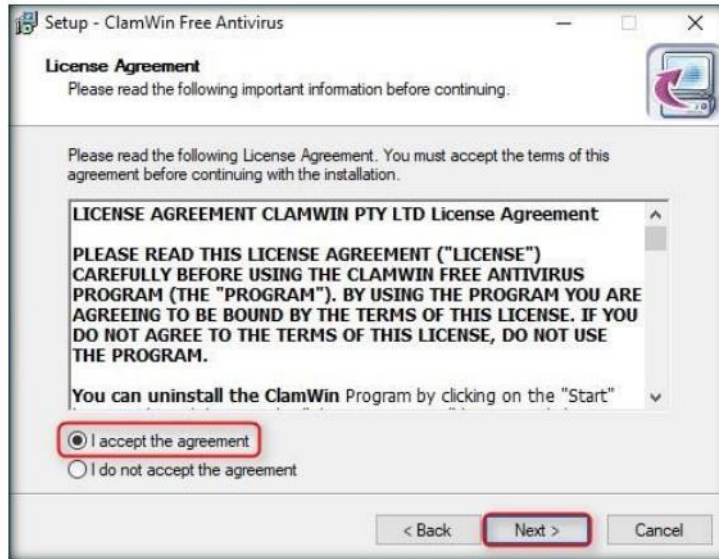 Setup - ClamWin Free Antivirus
License Agreement
Please read the following important information before continuing.
Please read the following License Agreement. You must accept the terms of this
agreement before continuing with the installation.
LICENSE AGREEMENT CLAMWIN PTY LTD License Agreement
PLEASE READ THIS LICENSE AGREEMENT ("LICENSE")
CAREFULLY BEFORE USING THE CLAMWIN FREE ANTIVIRUS
PROGRAM (THE "PROGRAM"). BY USING THE PROGRAM YOU ARE
AGREEING TO BE BOUND BY THE TERMS OF THIS LICENSE. IF YOU
DO NOT AGREE TO THE TERMS OF THIS LICENSE, DO NOT USE
THE PROGRAM.
You can uninstall the ClamWin Program by clicking on the "Start"
I accept the agreement
I do not accept the agreement
< Back Next > Cancel